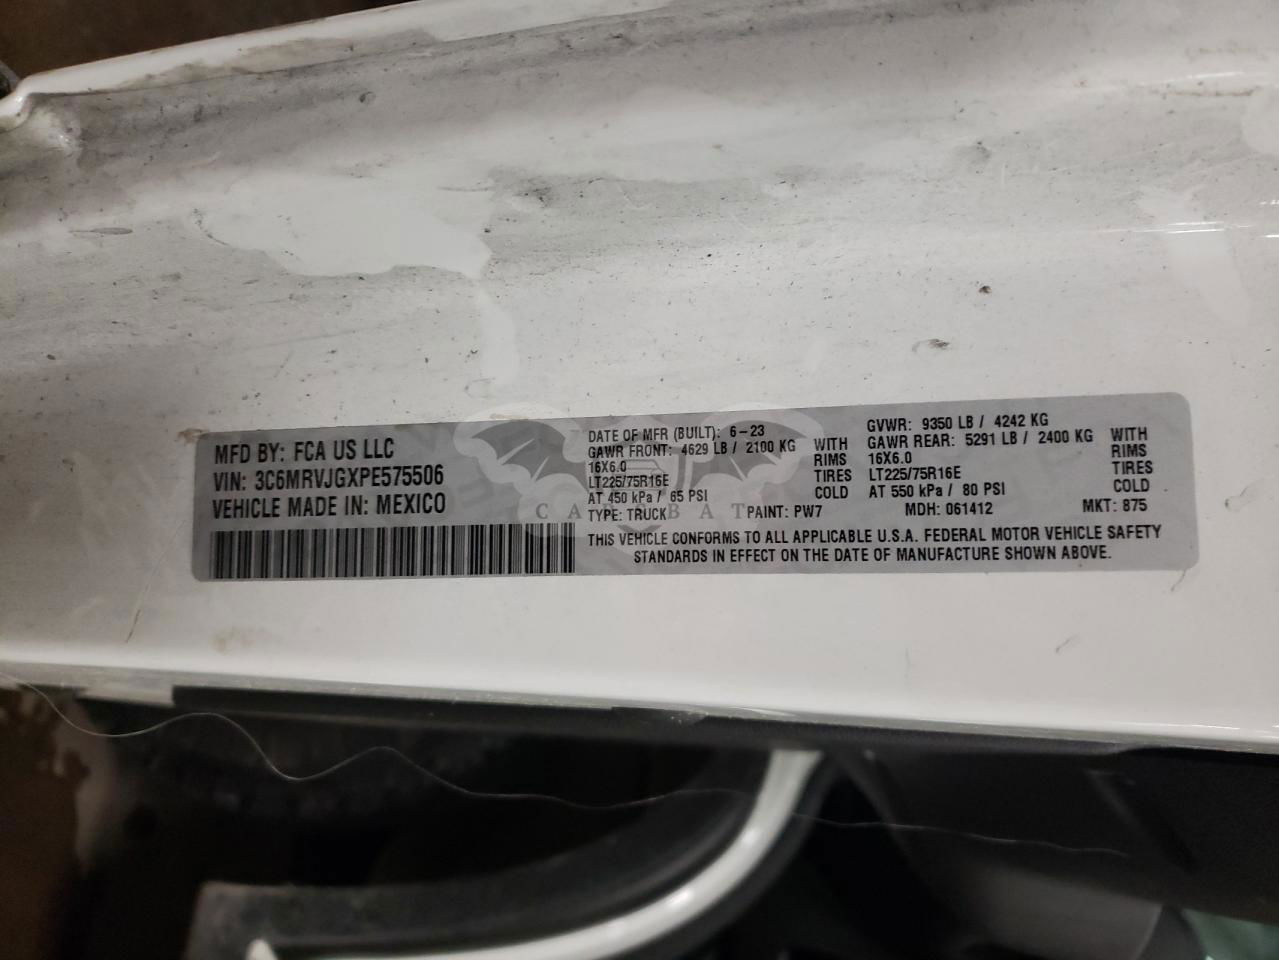 MFD BY: FCA US LLC
VIN: 3C6MRVJGXPE575506
VEHICLE MADE IN: MEXICO
DATE OF MFR (BUILT): 6-23
GAWR FRONT: 4629 LB / 2100 KG WITH
16X6.0 RIMS
LT225/75R16E TIRES
AT 450 kPa / 65 PSI COLD
TYPE: TRUCK
GVWR: 9350 LB / 4242 KG
GAWR REAR: 5291 LB / 2400 KG WITH
16X6.0 RIMS
LT225/75R16E TIRES
AT 550 kPa / 80 PSI COLD
PAINT: PW7 MDH: 061412 MKT: 875
THIS VEHICLE CONFORMS TO ALL APPLICABLE U.S.A. FEDERAL MOTOR VEHICLE SAFETY
STANDARDS IN EFFECT ON THE DATE OF MANUFACTURE SHOWN ABOVE.